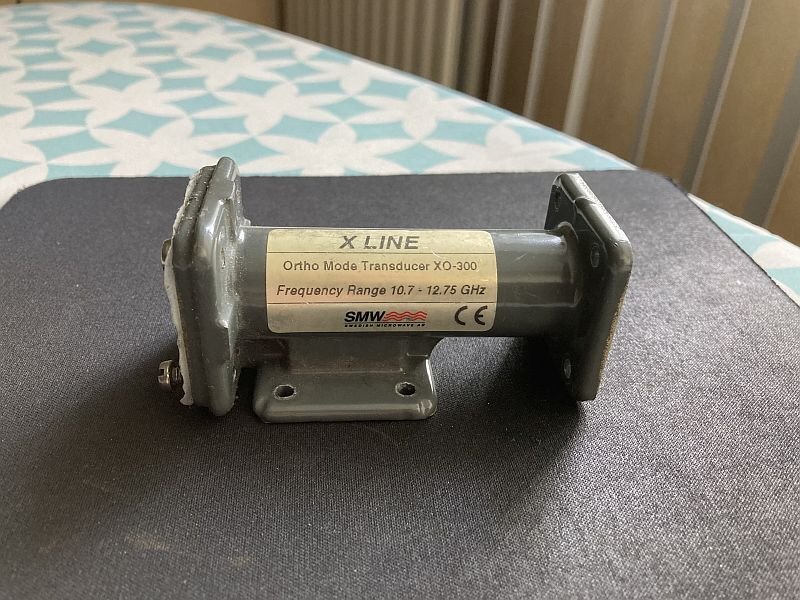 X LINE
Ortho Mode Transducer XO-300
Frequency Range 10.7 - 12.75 GHz
SMW
SWEDISH MICROWAVE AB
CE